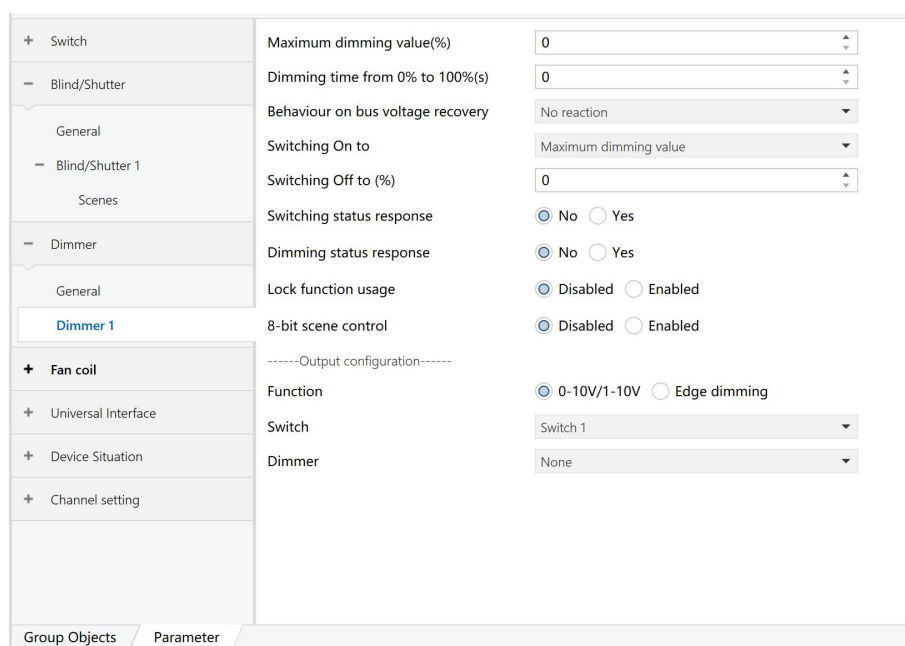 Switch
Blind/Shutter
General
Blind/Shutter 1
Scenes
Dimmer
General
Dimmer 1
Fan coil
Universal Interface
Device Situation
Channel setting
Maximum dimming value(%) 0
Dimming time from 0% to 100%(s) 0
Behaviour on bus voltage recovery No reaction
Switching On to Maximum dimming value
Switching Off to (%) 0
Switching status response No Yes
Dimming status response No Yes
Lock function usage Disabled Enabled
8-bit scene control Disabled Enabled
------Output configuration------
Function 0-10V/1-10V Edge dimming
Switch Switch 1
Dimmer None
Group Objects Parameter